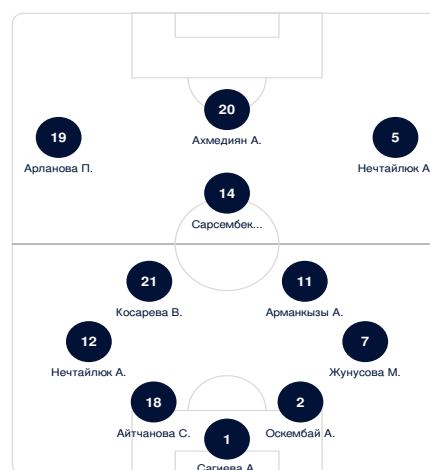 20
Ахмедиян А.
19
Арланова П.
5
Нечтайлюк А
14
Сарсембек...
21
Косарева В.
11
Арманкызы А.
12
Нечтайлюк А.
7
Жунусова М.
18
Айтчанова С.
2
Оскембай А.
1
Сагиева А